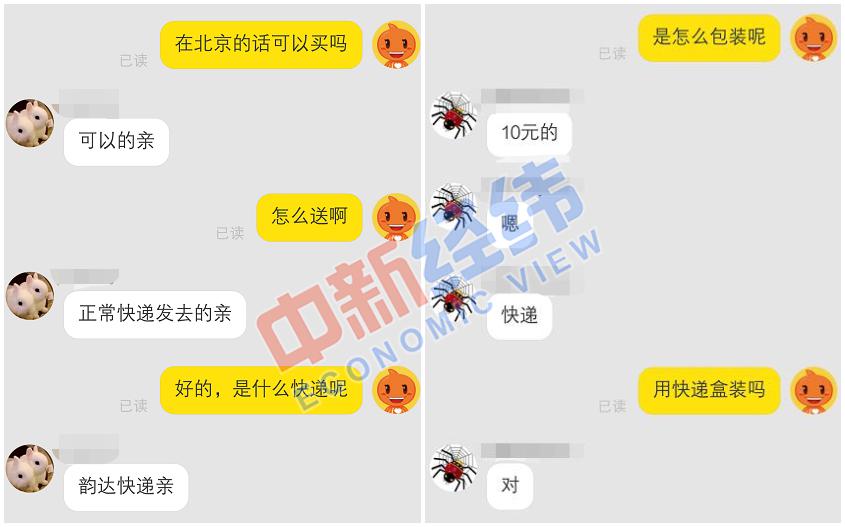 在北京的话可以买吗
已读
可以的亲
怎么送啊
已读
正常快递发去的亲
好的，是什么快递呢
已读
韵达快递亲
是怎么包装呢
已读
10元的
嗯
快递
用快递盒装吗
已读
对
中新经纬
ECONOMIC VIEW